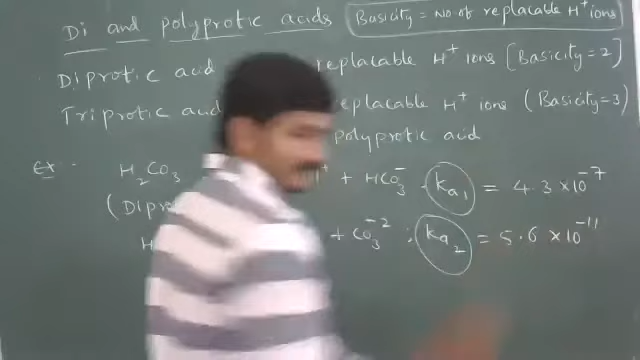 Di and polyprotic acids Basicity = No of replacable H⁺ ions
Diprotic acid replacable H⁺ ions [Basicity = 2]
Triprotic acid replacable H⁺ ions (Basicity = 3)
polyprotic acid
Ex H₂CO₃ H⁺ + HCO₃⁻ ka₁ = 4.3 × 10⁻⁷
(Dipro
H + CO₃⁻² : ka₂ = 5.6 × 10⁻¹¹